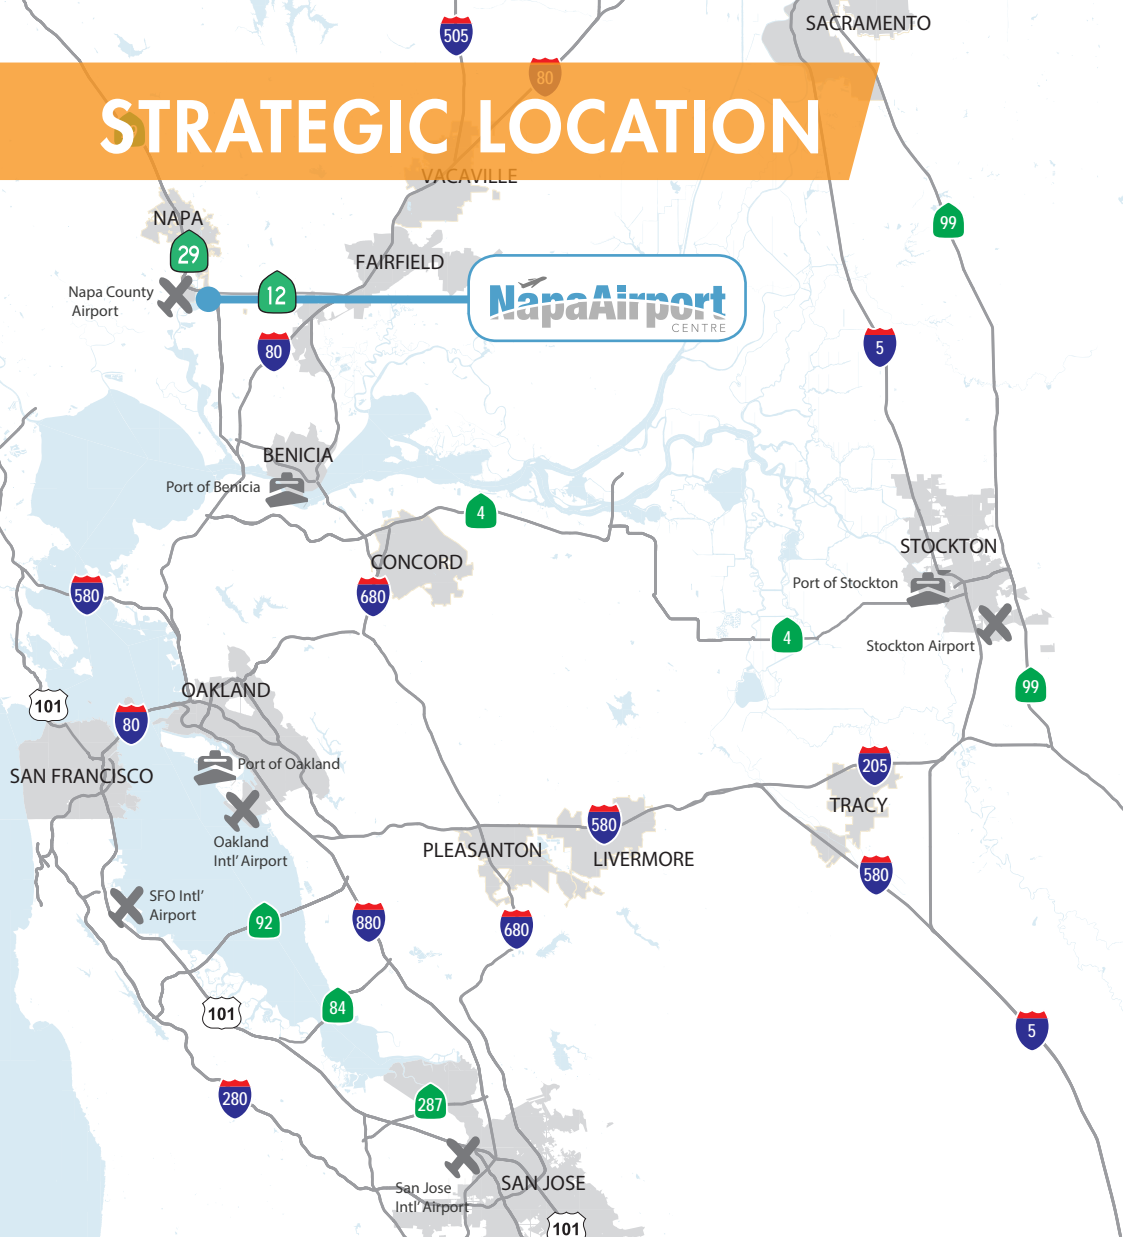 SACRAMENTO
505
80
STRATEGIC LOCATION
VACAVILLE
99
NAPA
29
FAIRFIELD
Napa County
Airport
12
NapaAirport
CENTRE
80
5
BENICIA
Port of Benicia
4
STOCKTON
CONCORD
580
680
Port of Stockton
4
Stockton Airport
99
OAKLAND
101
80
Port of Oakland
205
SAN FRANCISCO
TRACY
580
Oakland
Intl' Airport
PLEASANTON
LIVERMORE
580
SFO Intl'
Airport
92
880
680
84
101
5
280
287
San Jose
Intl' Airport
SAN JOSE
101